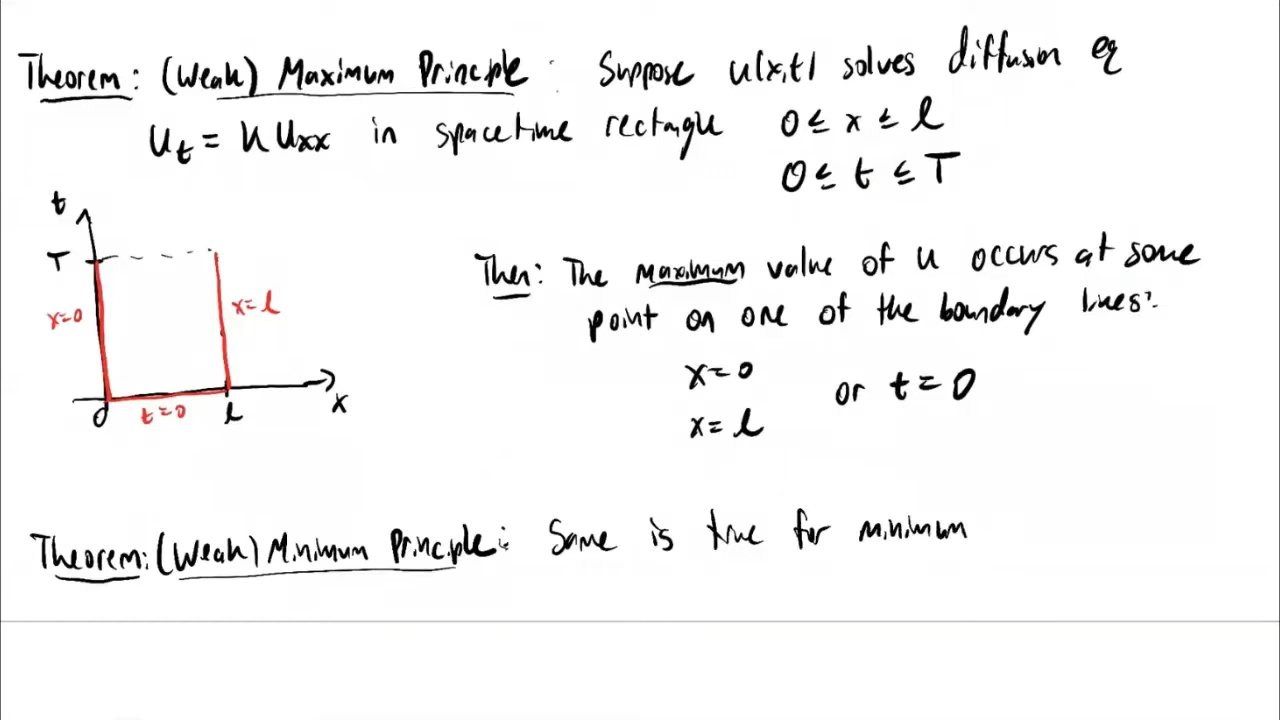 Theorem: (Weak) Maximum Principle: Suppose u(x,t) solves diffusion eq
u_t = k u_xx in spacetime rectangle 0 ≤ x ≤ l
0 ≤ t ≤ T
t
T
x=0
x=l
0
t=0
l
x
Then: The maximum value of u occurs at some
point on one of the boundary lines:
x=0
or t=0
x=l
Theorem: (Weak) Minimum Principle: Same is true for minimum